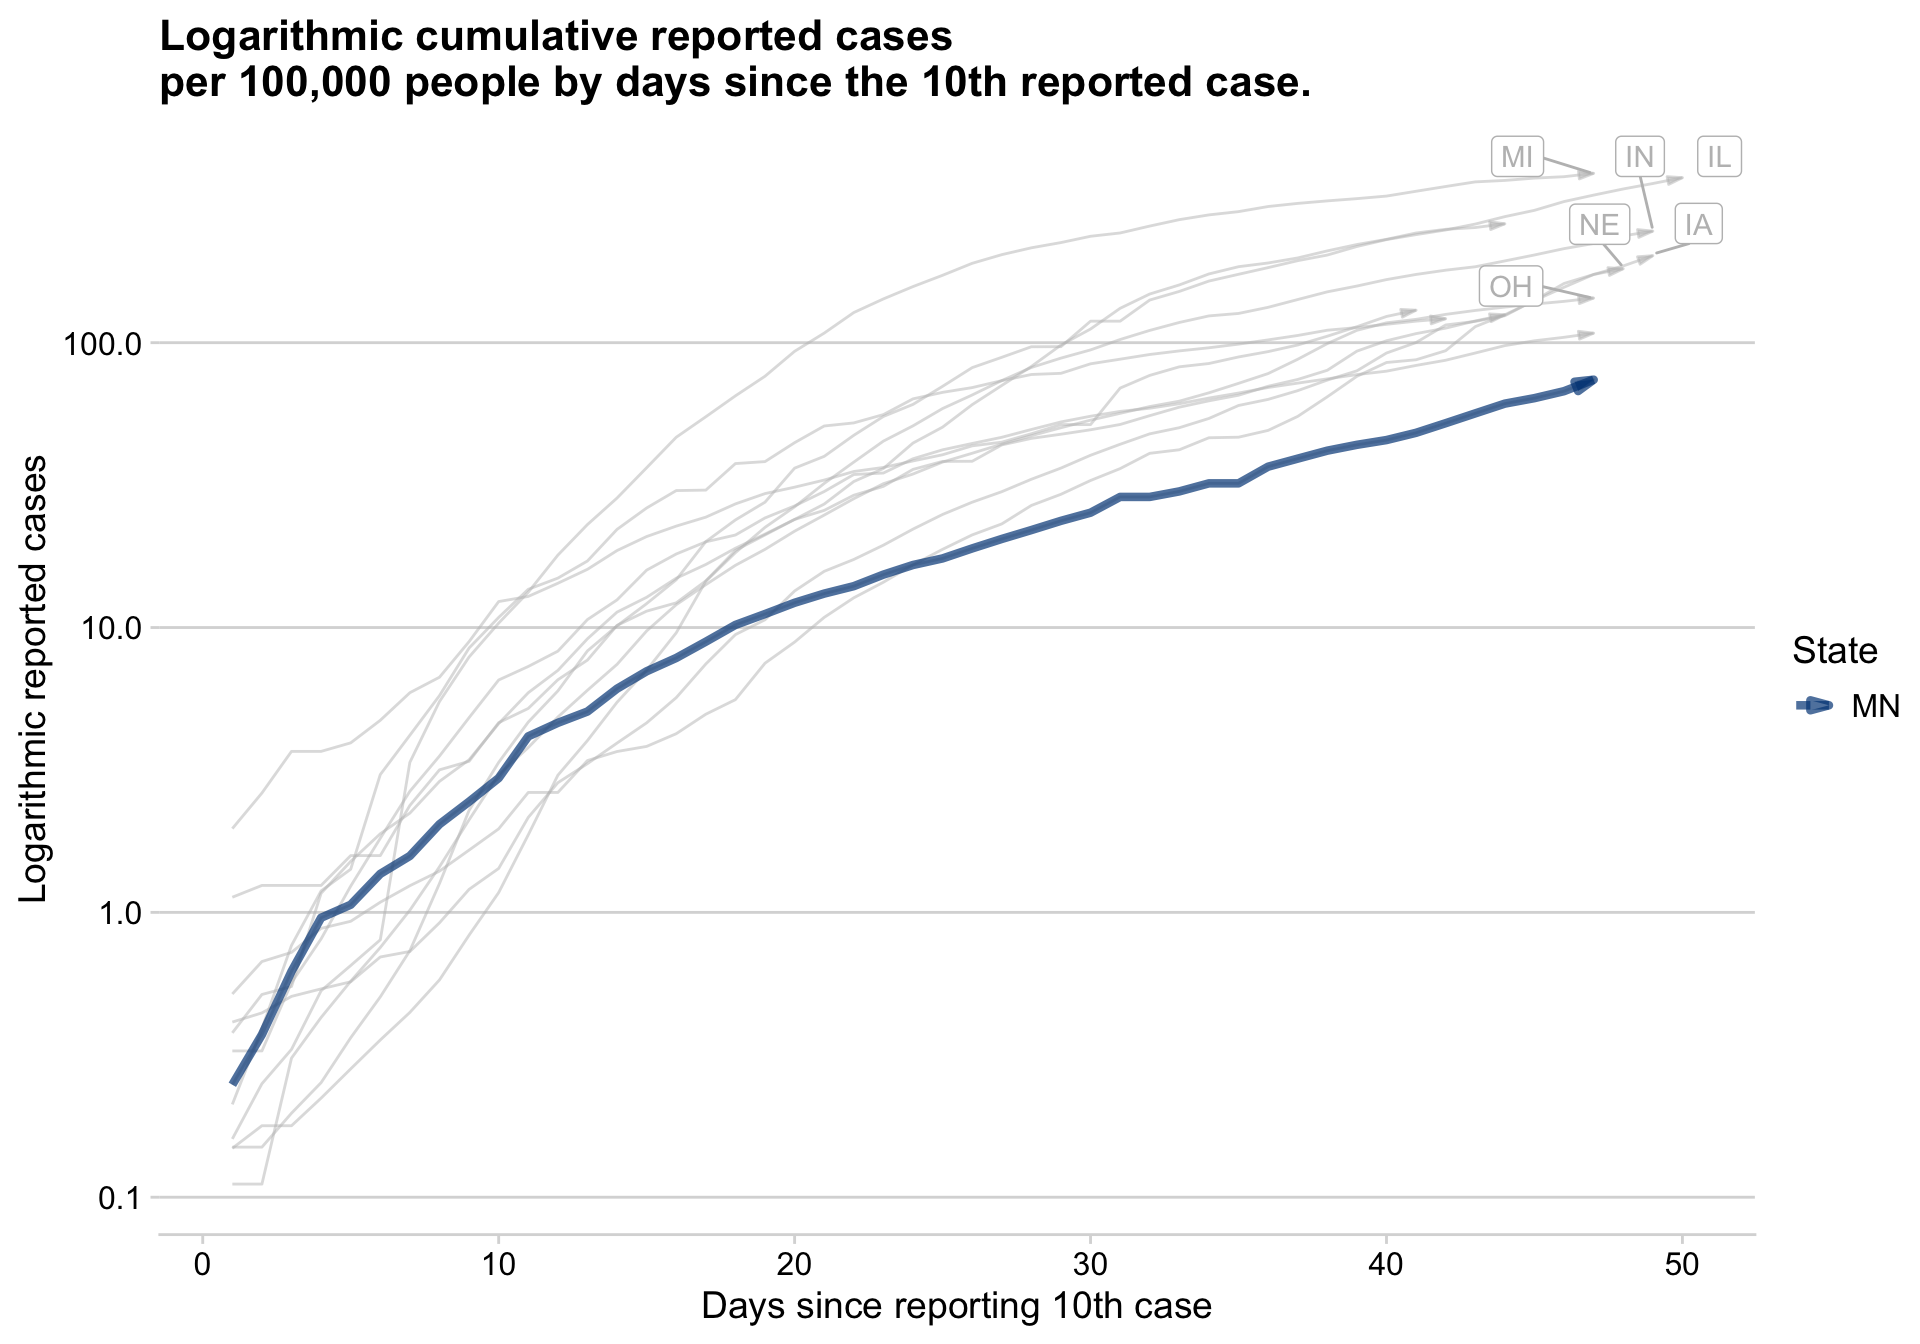 Logarithmic cumulative reported cases
per 100,000 people by days since the 10th reported case.
MI
IN
IL
NE
IA
OH
Logarithmic reported cases
100.0
10.0
1.0
0.1
0
10
20
30
40
50
Days since reporting 10th case
State
MN